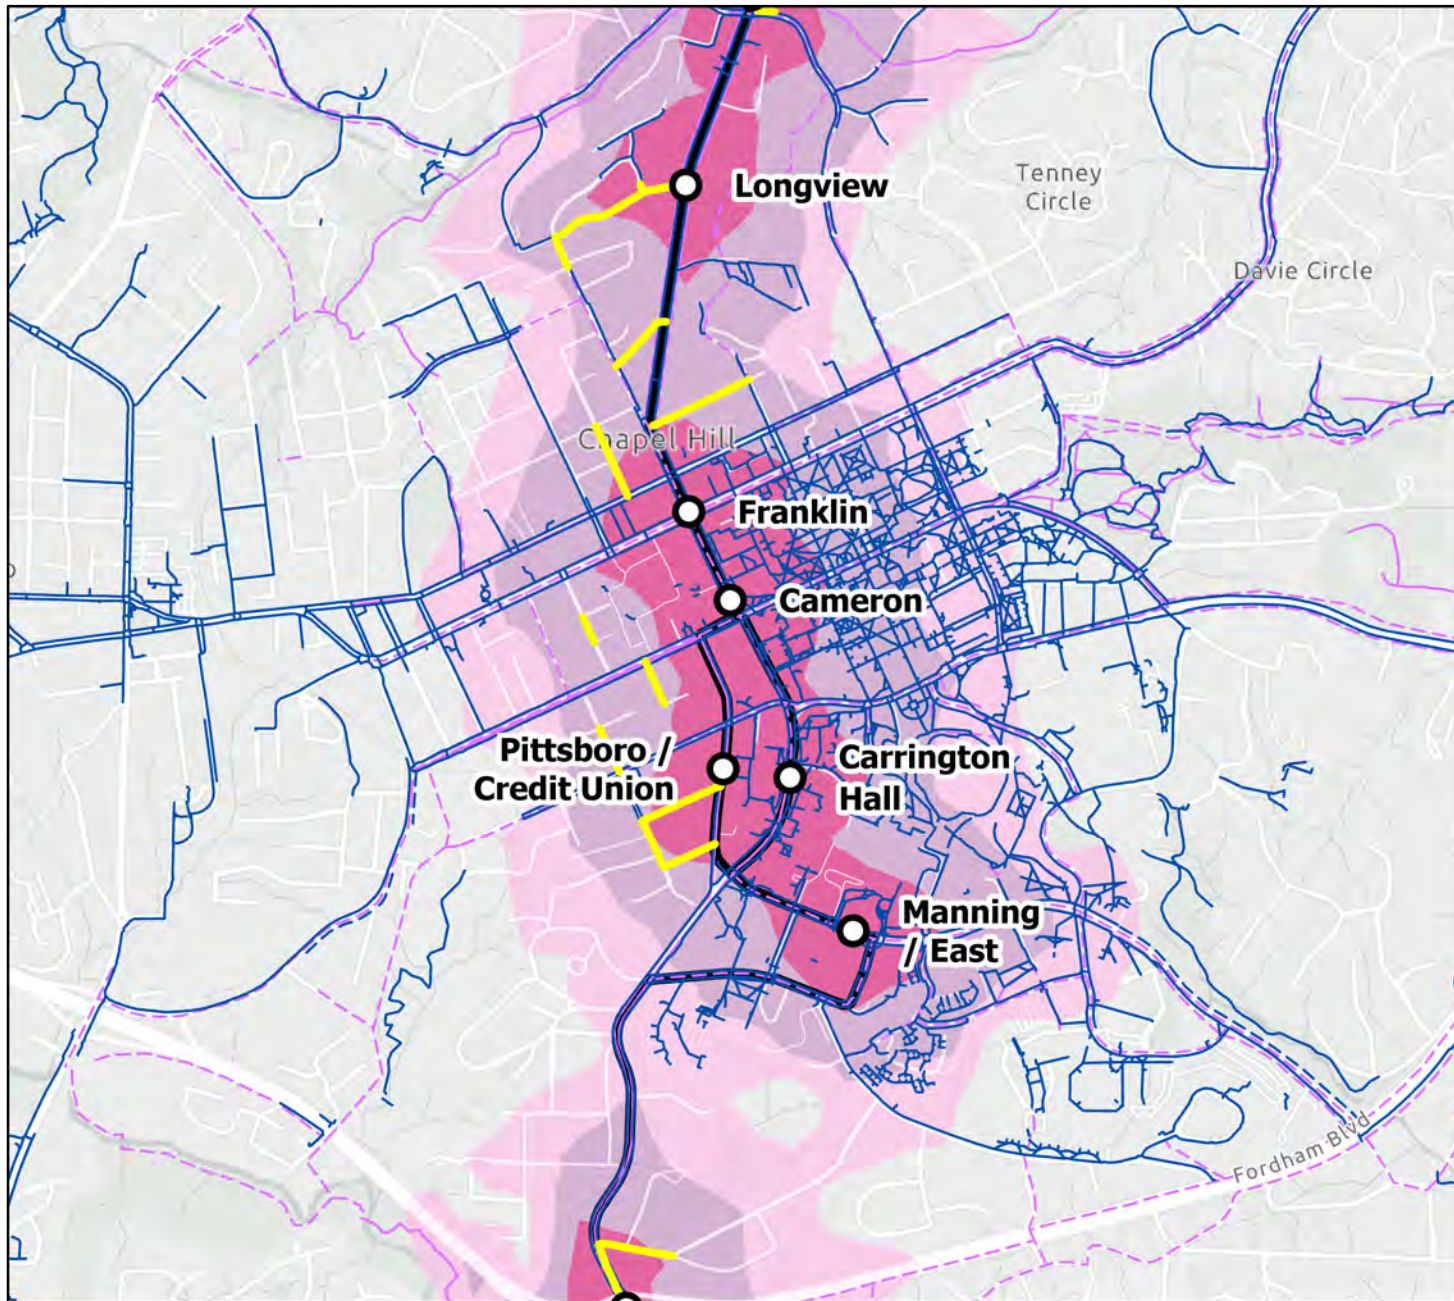 Longview
Tenney
Circle
Davie Circle
Chapel Hill
Franklin
Cameron
Pittsboro /
Credit Union
Carrington
Hall
Manning
/ East
Fordham Blvd